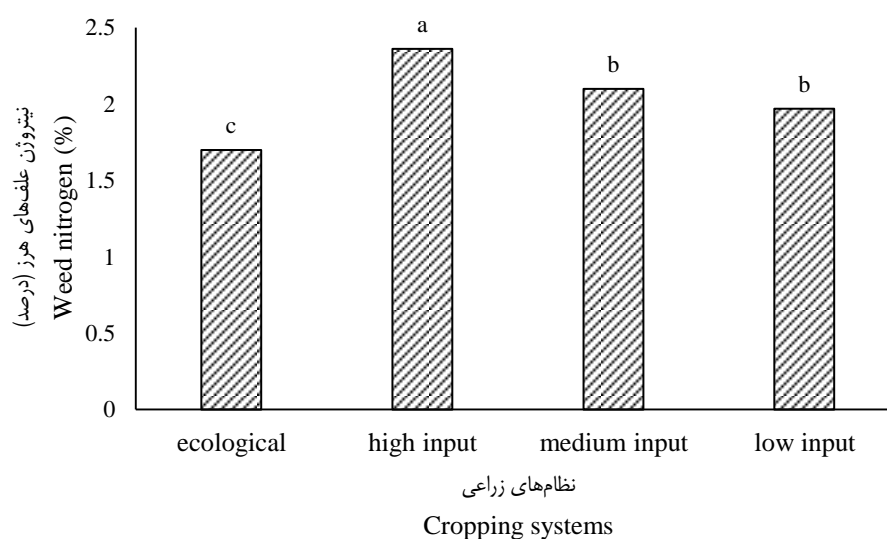 نیتروژن علف‌های هرز (درصد)
Weed nitrogen (%)
2.5
2
1.5
1
0.5
0
c
a
b
b
ecological high input medium input low input
نظام‌های زراعی
Cropping systems